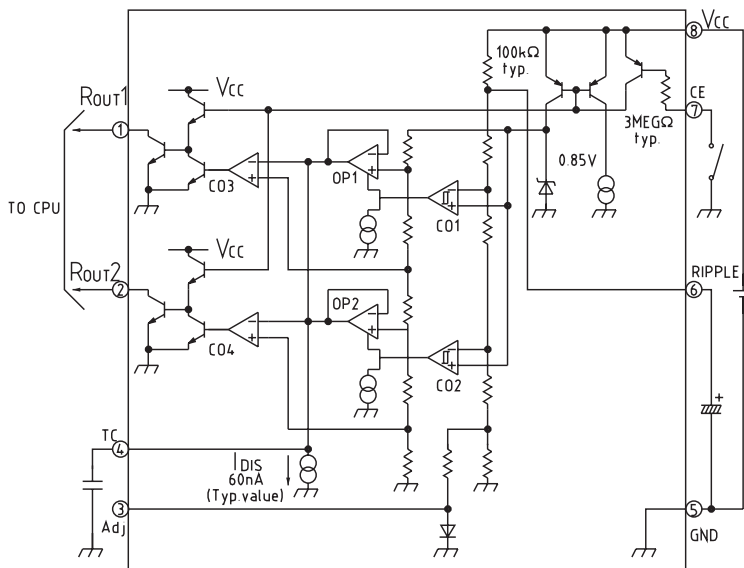 VCC
8
100kΩ
typ.
CE
7
3MEGΩ
typ.
0.85V
ROUT1
VCC
1
TO CPU
CO3
OP1
CO1
ROUT2
VCC
2
CO4
OP2
CO2
RIPPLE
6
+
TC
4
IDIS
60nA
(Typ.value)
3
Adj
5
GND